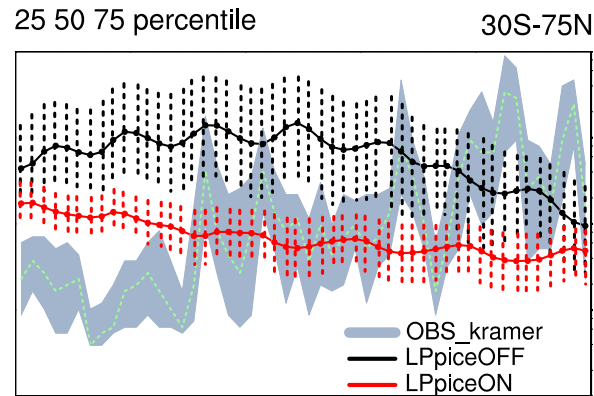 25 50 75 percentile
30S-75N
OBS_kramer
LPpiceOFF
LPpiceON